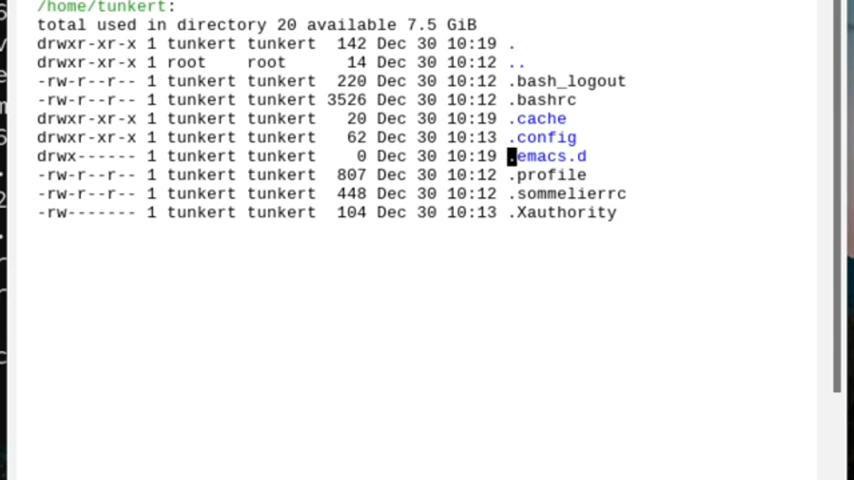 /home/tunkert:
total used in directory 20 available 7.5 GiB
drwxr-xr-x 1 tunkert tunkert  142 Dec 30 10:19 .
drwxr-xr-x 1 root    root      14 Dec 30 10:12 ..
-rw-r--r-- 1 tunkert tunkert  220 Dec 30 10:12 .bash_logout
-rw-r--r-- 1 tunkert tunkert 3526 Dec 30 10:12 .bashrc
drwxr-xr-x 1 tunkert tunkert   20 Dec 30 10:19 .cache
drwxr-xr-x 1 tunkert tunkert   62 Dec 30 10:13 .config
drwx------ 1 tunkert tunkert    0 Dec 30 10:19 .emacs.d
-rw-r--r-- 1 tunkert tunkert  807 Dec 30 10:12 .profile
-rw-r--r-- 1 tunkert tunkert  448 Dec 30 10:12 .sommelierrc
-rw------- 1 tunkert tunkert  104 Dec 30 10:13 .Xauthority